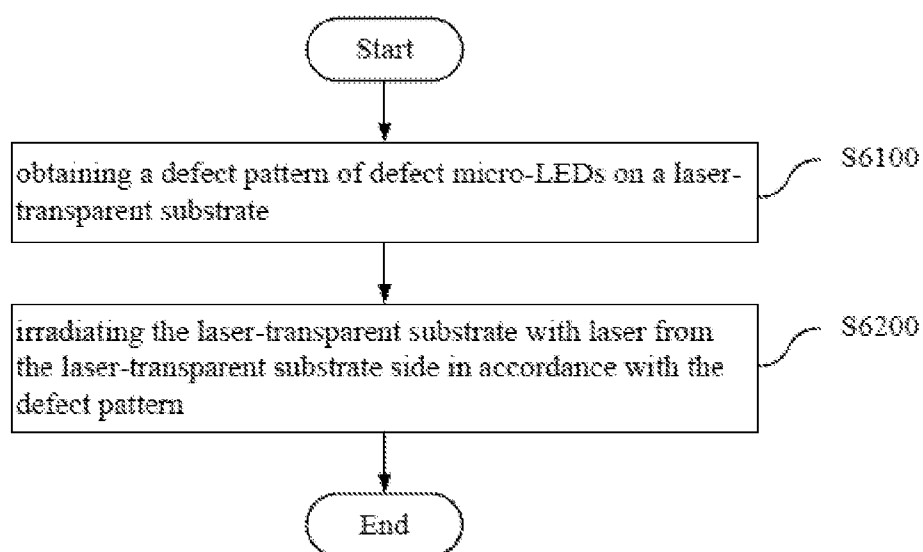 Start
obtaining a defect pattern of defect micro-LEDs on a laser-
transparent substrate
S6100
irradiating the laser-transparent substrate with laser from
the laser-transparent substrate side in accordance with the
defect pattern
S6200
End